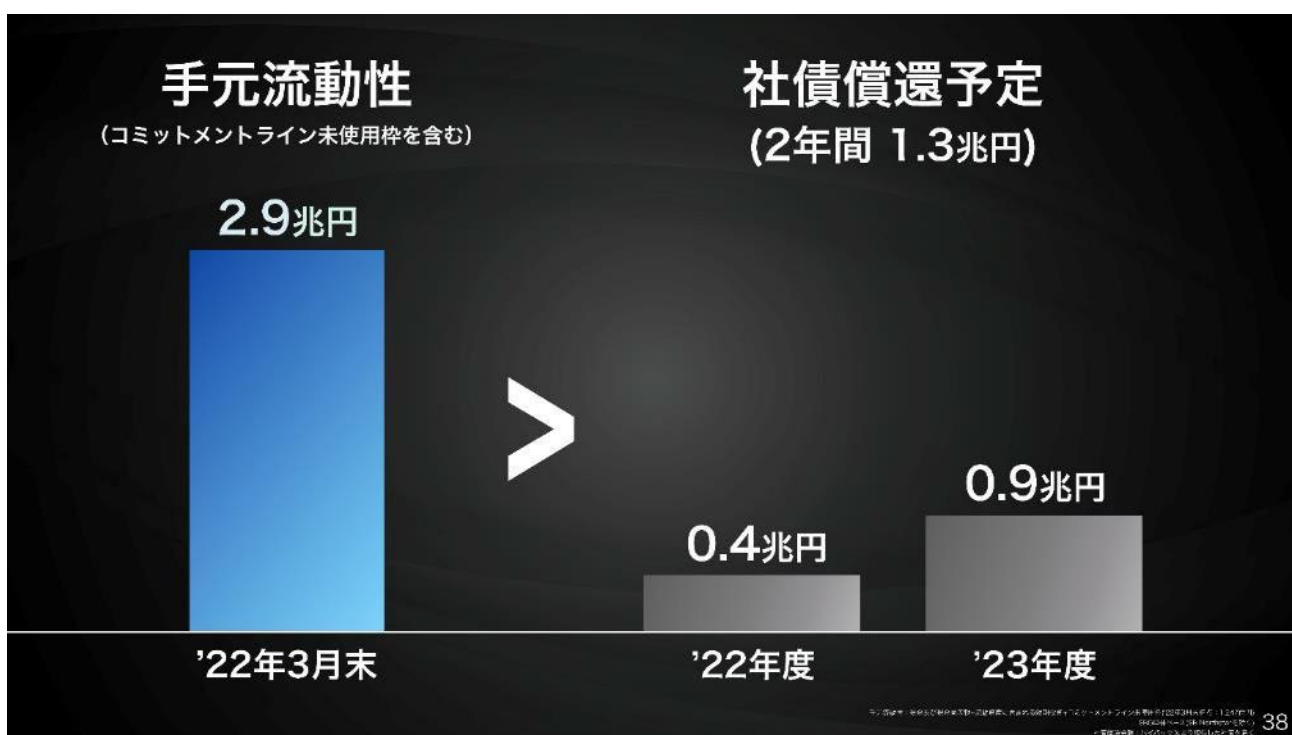 手元流動性
(コミットメントライン未使用枠を含む)
社債償還予定
(2年間 1.3兆円)
2.9兆円
>
0.4兆円
0.9兆円
'22年3月末
'22年度
'23年度
38